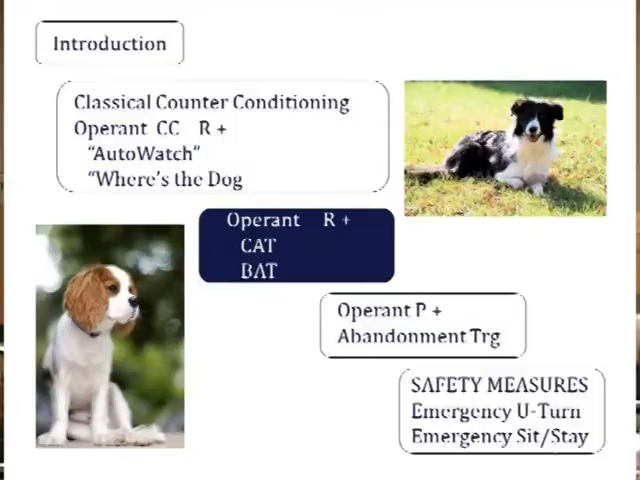 Introduction
Classical Counter Conditioning
Operant CC R +
“AutoWatch”
“Where's the Dog
Operant R +
CAT
BAT
Operant P +
Abandonment Trg
SAFETY MEASURES
Emergency U-Turn
Emergency Sit/Stay